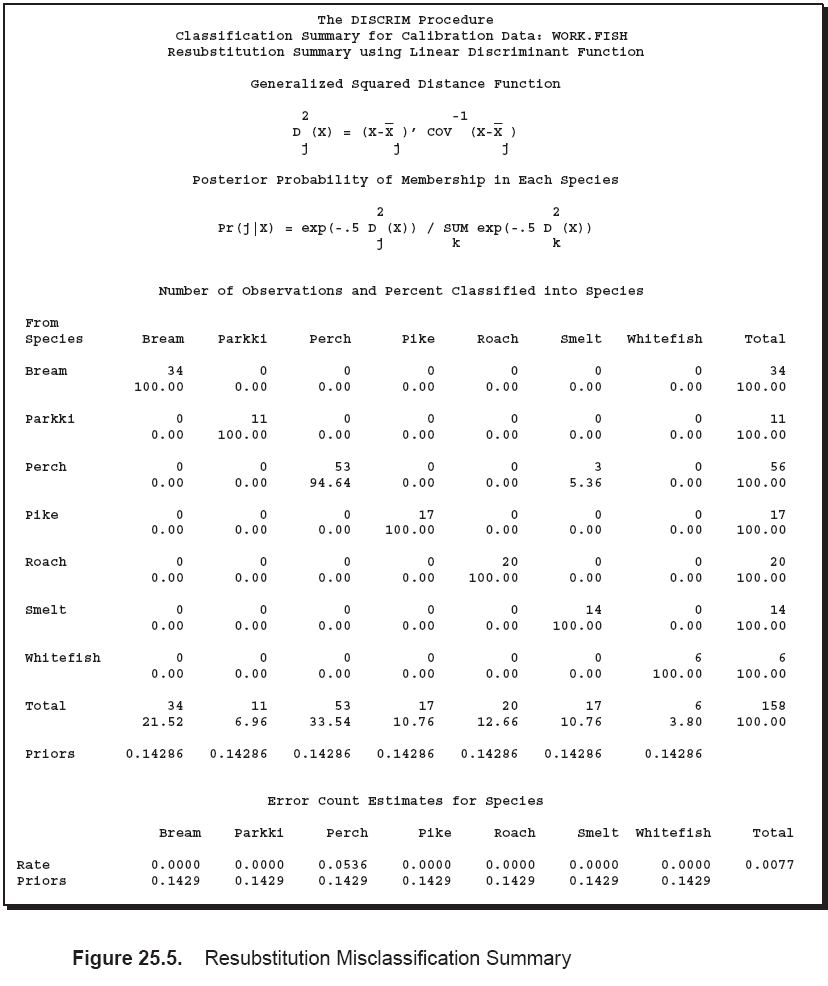 The DISCRIM Procedure
Classification Summary for Calibration Data: WORK.FISH
Resubstitution Summary using Linear Discriminant Function
Generalized Squared Distance Function
2 _ -1 _
D (X) = (X-X )' COV (X-X )
j j j
Posterior Probability of Membership in Each Species
2 2
Pr(j|X) = exp(-.5 D (X)) / SUM exp(-.5 D (X))
j k k
Number of Observations and Percent Classified into Species
From
Species Bream Parkki Perch Pike Roach Smelt Whitefish Total
Bream 34 0 0 0 0 0 0 34
100.00 0.00 0.00 0.00 0.00 0.00 0.00 100.00
Parkki 0 11 0 0 0 0 0 11
0.00 100.00 0.00 0.00 0.00 0.00 0.00 100.00
Perch 0 0 53 0 0 3 0 56
0.00 0.00 94.64 0.00 0.00 5.36 0.00 100.00
Pike 0 0 0 17 0 0 0 17
0.00 0.00 0.00 100.00 0.00 0.00 0.00 100.00
Roach 0 0 0 0 20 0 0 20
0.00 0.00 0.00 0.00 100.00 0.00 0.00 100.00
Smelt 0 0 0 0 0 14 0 14
0.00 0.00 0.00 0.00 0.00 100.00 0.00 100.00
Whitefish 0 0 0 0 0 0 6 6
0.00 0.00 0.00 0.00 0.00 0.00 100.00 100.00
Total 34 11 53 17 20 17 6 158
21.52 6.96 33.54 10.76 12.66 10.76 3.80 100.00
Priors 0.14286 0.14286 0.14286 0.14286 0.14286 0.14286 0.14286
Error Count Estimates for Species
Bream Parkki Perch Pike Roach Smelt Whitefish Total
Rate 0.0000 0.0000 0.0536 0.0000 0.0000 0.0000 0.0000 0.0077
Priors 0.1429 0.1429 0.1429 0.1429 0.1429 0.1429 0.1429
Figure 25.5. Resubstitution Misclassification Summary